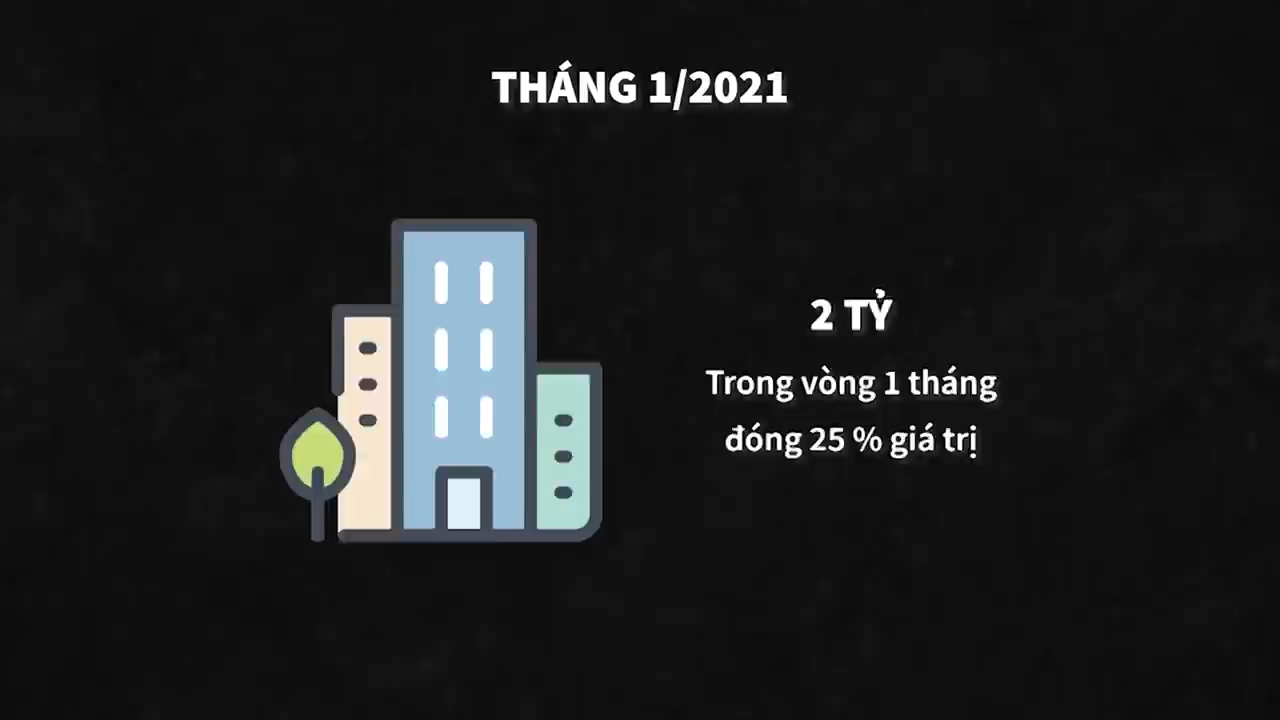 THÁNG 1/2021
2 TỶ
Trong vòng 1 tháng
đóng 25 % giá trị